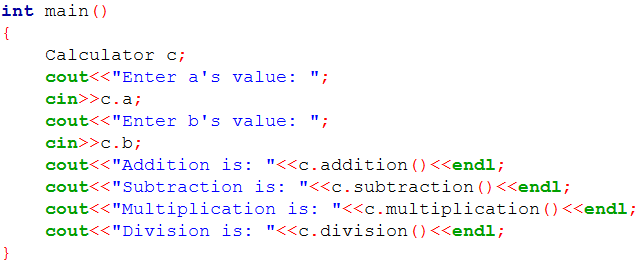 int main()
{
    Calculator c;
    cout<<"Enter a's value: ";
    cin>>c.a;
    cout<<"Enter b's value: ";
    cin>>c.b;
    cout<<"Addition is: "<<c.addition()<<endl;
    cout<<"Subtraction is: "<<c.subtraction()<<endl;
    cout<<"Multiplication is: "<<c.multiplication()<<endl;
    cout<<"Division is: "<<c.division()<<endl;
}